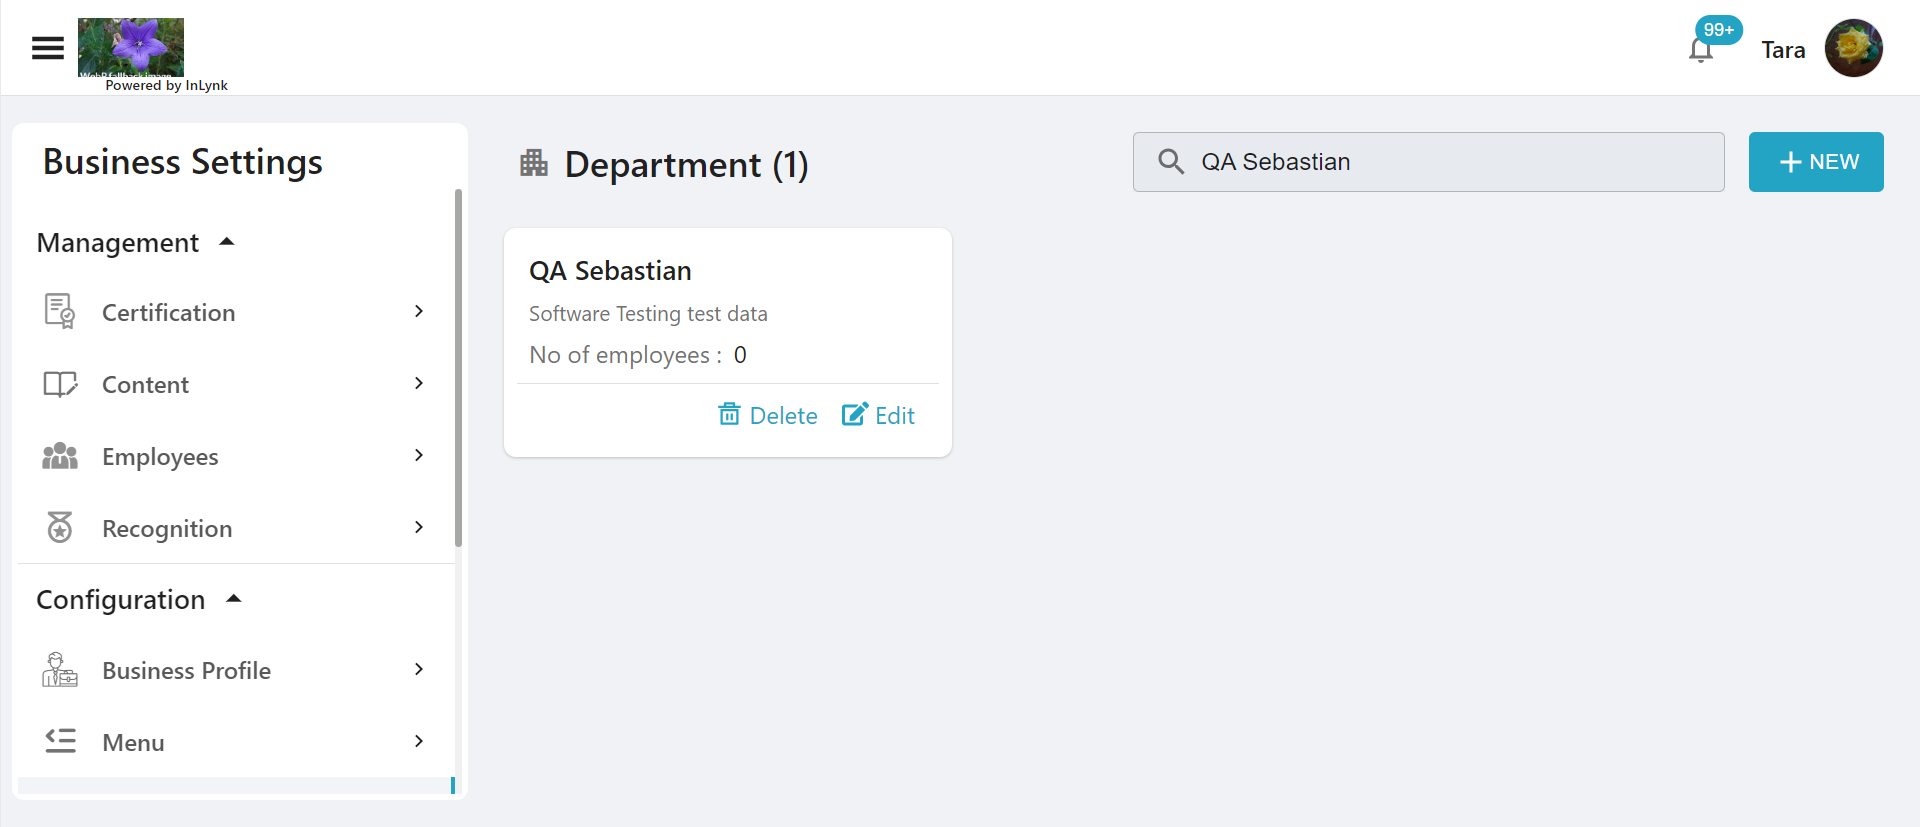 WebP fallback image
Powered by InLynk
99+
Tara
Business Settings
Management
Certification
Content
Employees
Recognition
Configuration
Business Profile
Menu
Department (1)
QA Sebastian
NEW
QA Sebastian
Software Testing test data
No of employees : 0
Delete
Edit